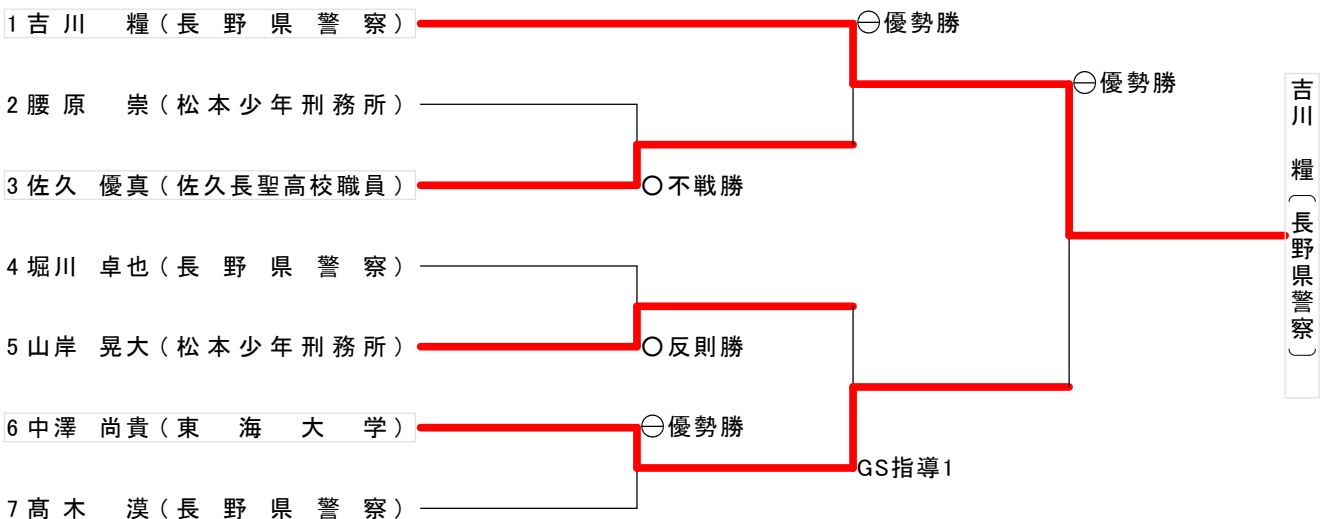 1 吉川 糧 (長野県警察)
⊖優勢勝
⊖優勢勝
2 腰原 崇 (松本少年刑務所)
3 佐久 優真 (佐久長聖高校職員)
○不戦勝
4 堀川 卓也 (長野県警察)
5 山岸 晃大 (松本少年刑務所)
○反則勝
6 中澤 尚貴 (東海大学)
⊖優勢勝
GS指導1
7 髙木 漠 (長野県警察)
吉川 糧 (長野県警察)